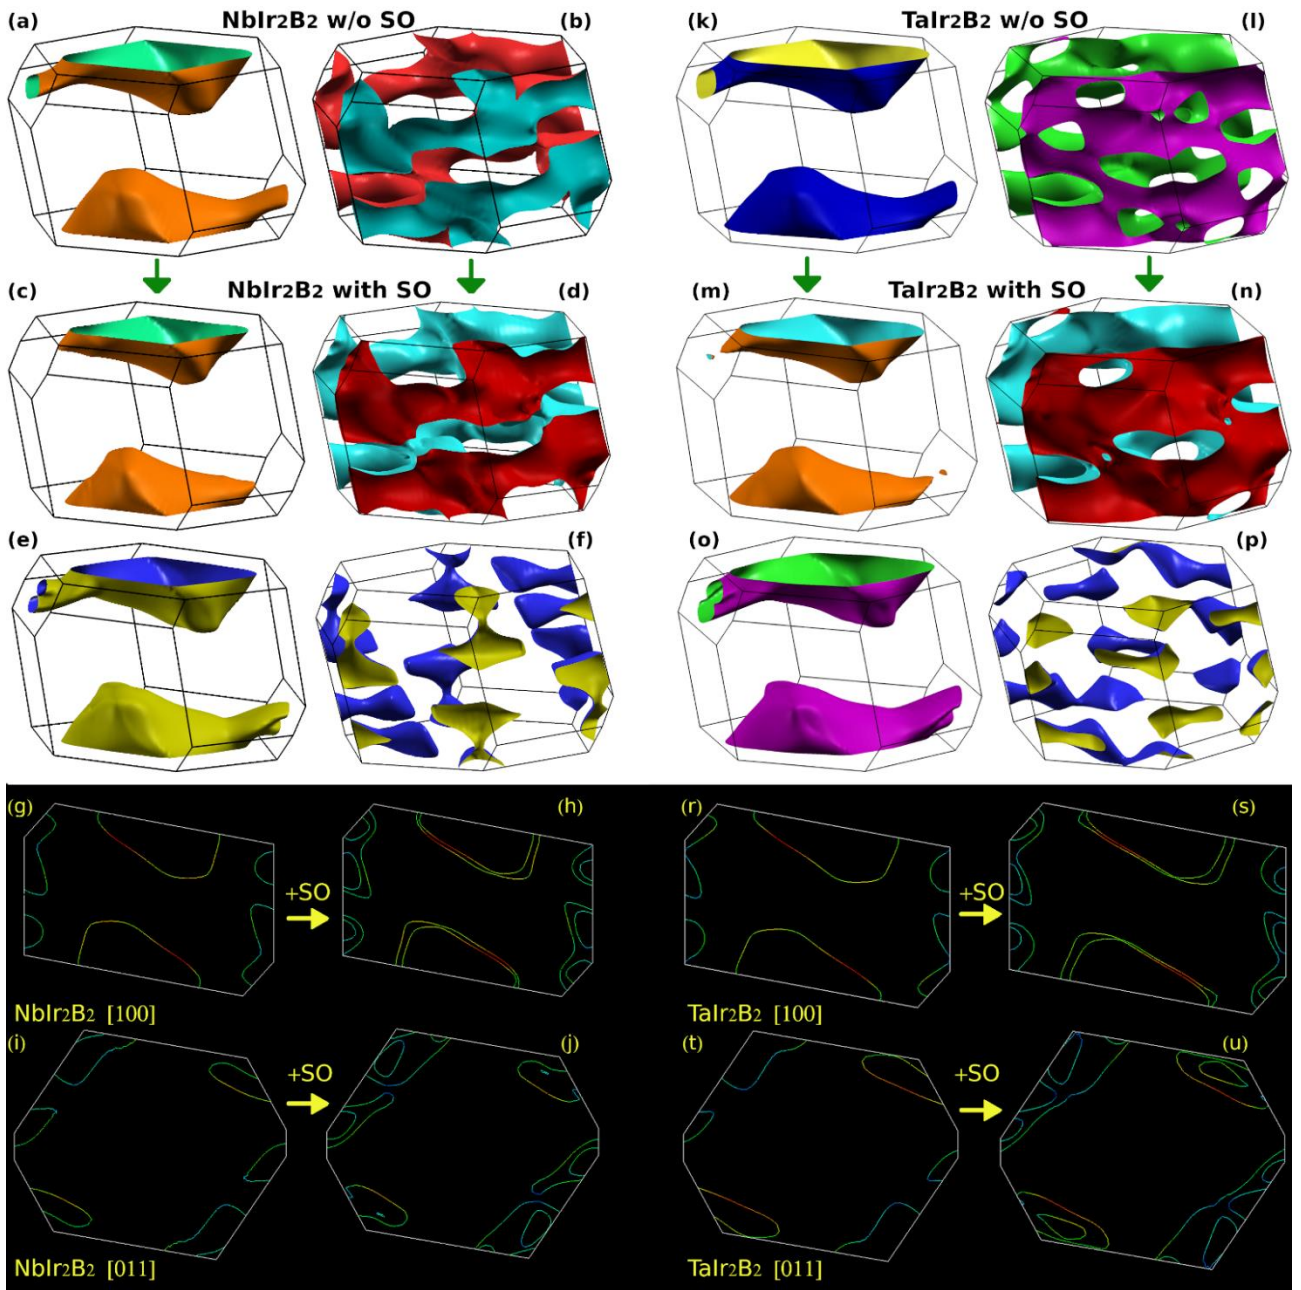 (a) NbIr₂B₂ w/o SO (b) (k) TaIr₂B₂ w/o SO (l)
(c) NbIr₂B₂ with SO (d) (m) TaIr₂B₂ with SO (n)
(e) (f) (o) (p)
(g) (h) (r) (s)
+SO +SO
NbIr₂B₂ [100] TaIr₂B₂ [100]
(i) (j) (t) (u)
+SO +SO
NbIr₂B₂ [011] TaIr₂B₂ [011]